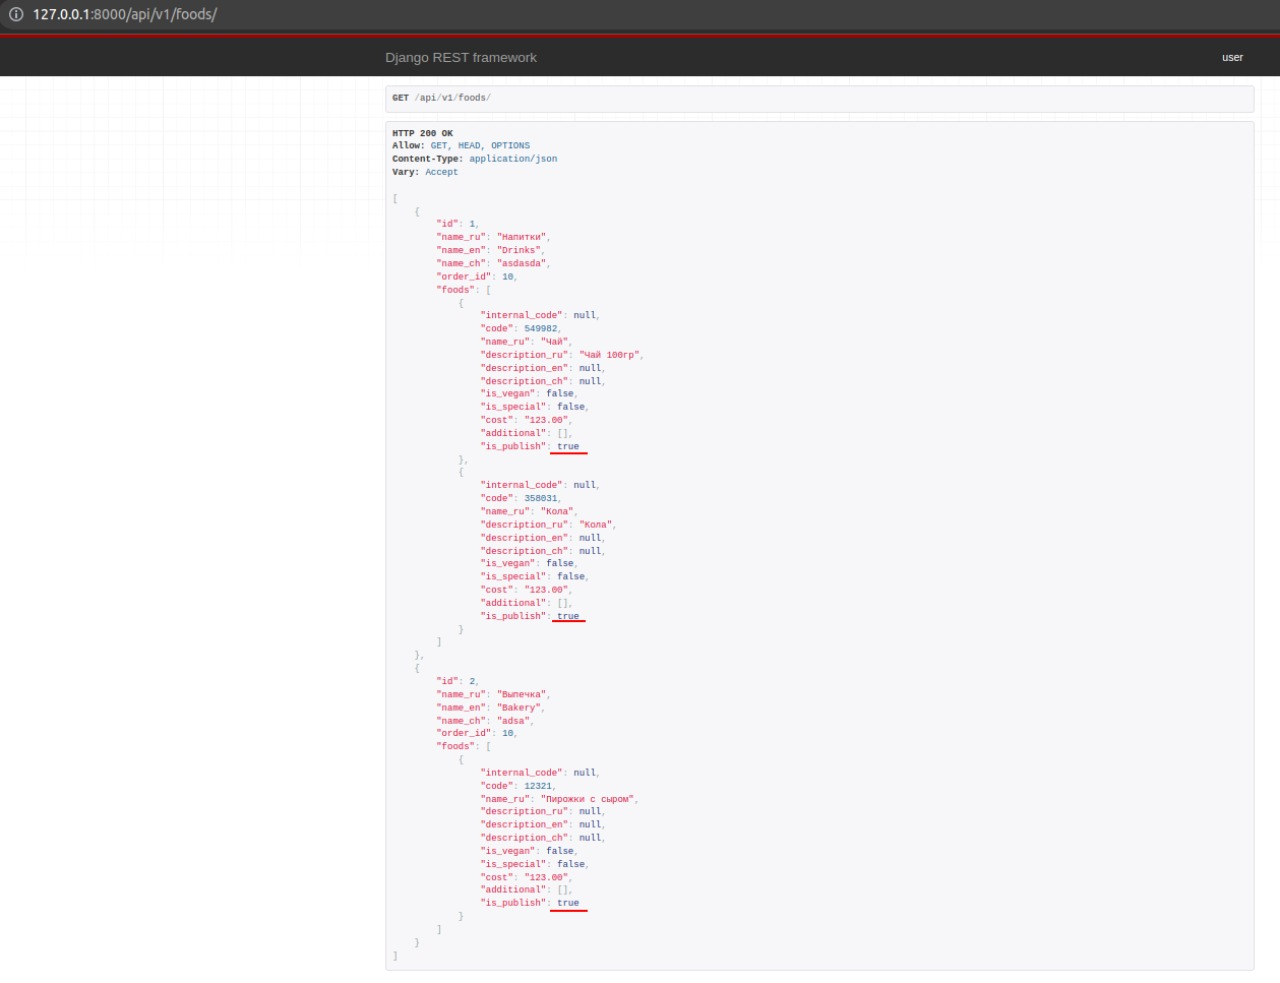 127.0.0.1:8000/api/v1/foods/
Django REST framework
user
GET /api/v1/foods/
HTTP 200 OK
Allow: GET, HEAD, OPTIONS
Content-Type: application/json
Vary: Accept
[
{
"id": 1,
"name_ru": "Напитки",
"name_en": "Drinks",
"name_ch": "asdasda",
"order_id": 10,
"foods": [
{
"internal_code": null,
"code": 549982,
"name_ru": "Чай",
"description_ru": "Чай 100гр",
"description_en": null,
"description_ch": null,
"is_vegan": false,
"is_special": false,
"cost": "123.00",
"additional": [],
"is_publish": true
},
{
"internal_code": null,
"code": 358031,
"name_ru": "Кола",
"description_ru": "Кола",
"description_en": null,
"description_ch": null,
"is_vegan": false,
"is_special": false,
"cost": "123.00",
"additional": [],
"is_publish": true
}
]
},
{
"id": 2,
"name_ru": "Выпечка",
"name_en": "Bakery",
"name_ch": "adsa",
"order_id": 10,
"foods": [
{
"internal_code": null,
"code": 12321,
"name_ru": "Пирожки с сыром",
"description_ru": null,
"description_en": null,
"description_ch": null,
"is_vegan": false,
"is_special": false,
"cost": "123.00",
"additional": [],
"is_publish": true
}
]
}
]